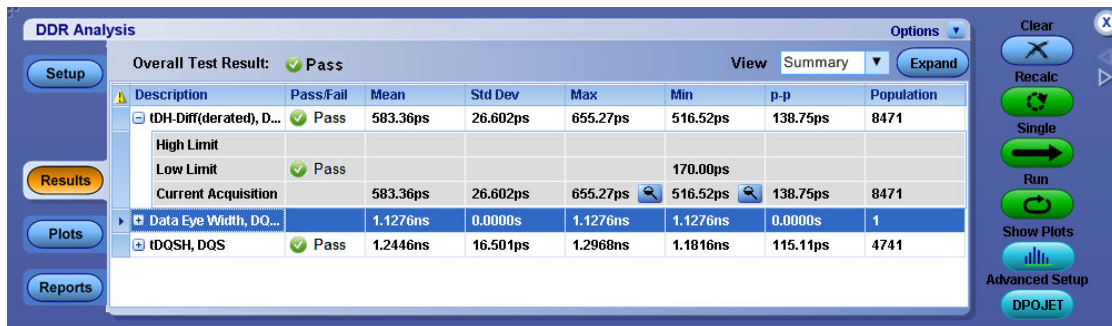 DDR Analysis
Options
Clear
X
Setup
Overall Test Result: Pass
View Summary Expand
Recalc
Description Pass/Fail Mean Std Dev Max Min p-p Population
tDH-Diff(derated), D... Pass 583.36ps 26.602ps 655.27ps 516.52ps 138.75ps 8471
Single
High Limit
Low Limit Pass 170.00ps
Results
Run
Current Acquisition 583.36ps 26.602ps 655.27ps 516.52ps 138.75ps 8471
Data Eye Width, DQ... 1.1276ns 0.0000s 1.1276ns 1.1276ns 0.0000s 1
Plots
Show Plots
tDQSH, DQS Pass 1.2446ns 16.501ps 1.2968ns 1.1816ns 115.11ps 4741
Reports
Advanced Setup
DPOJET